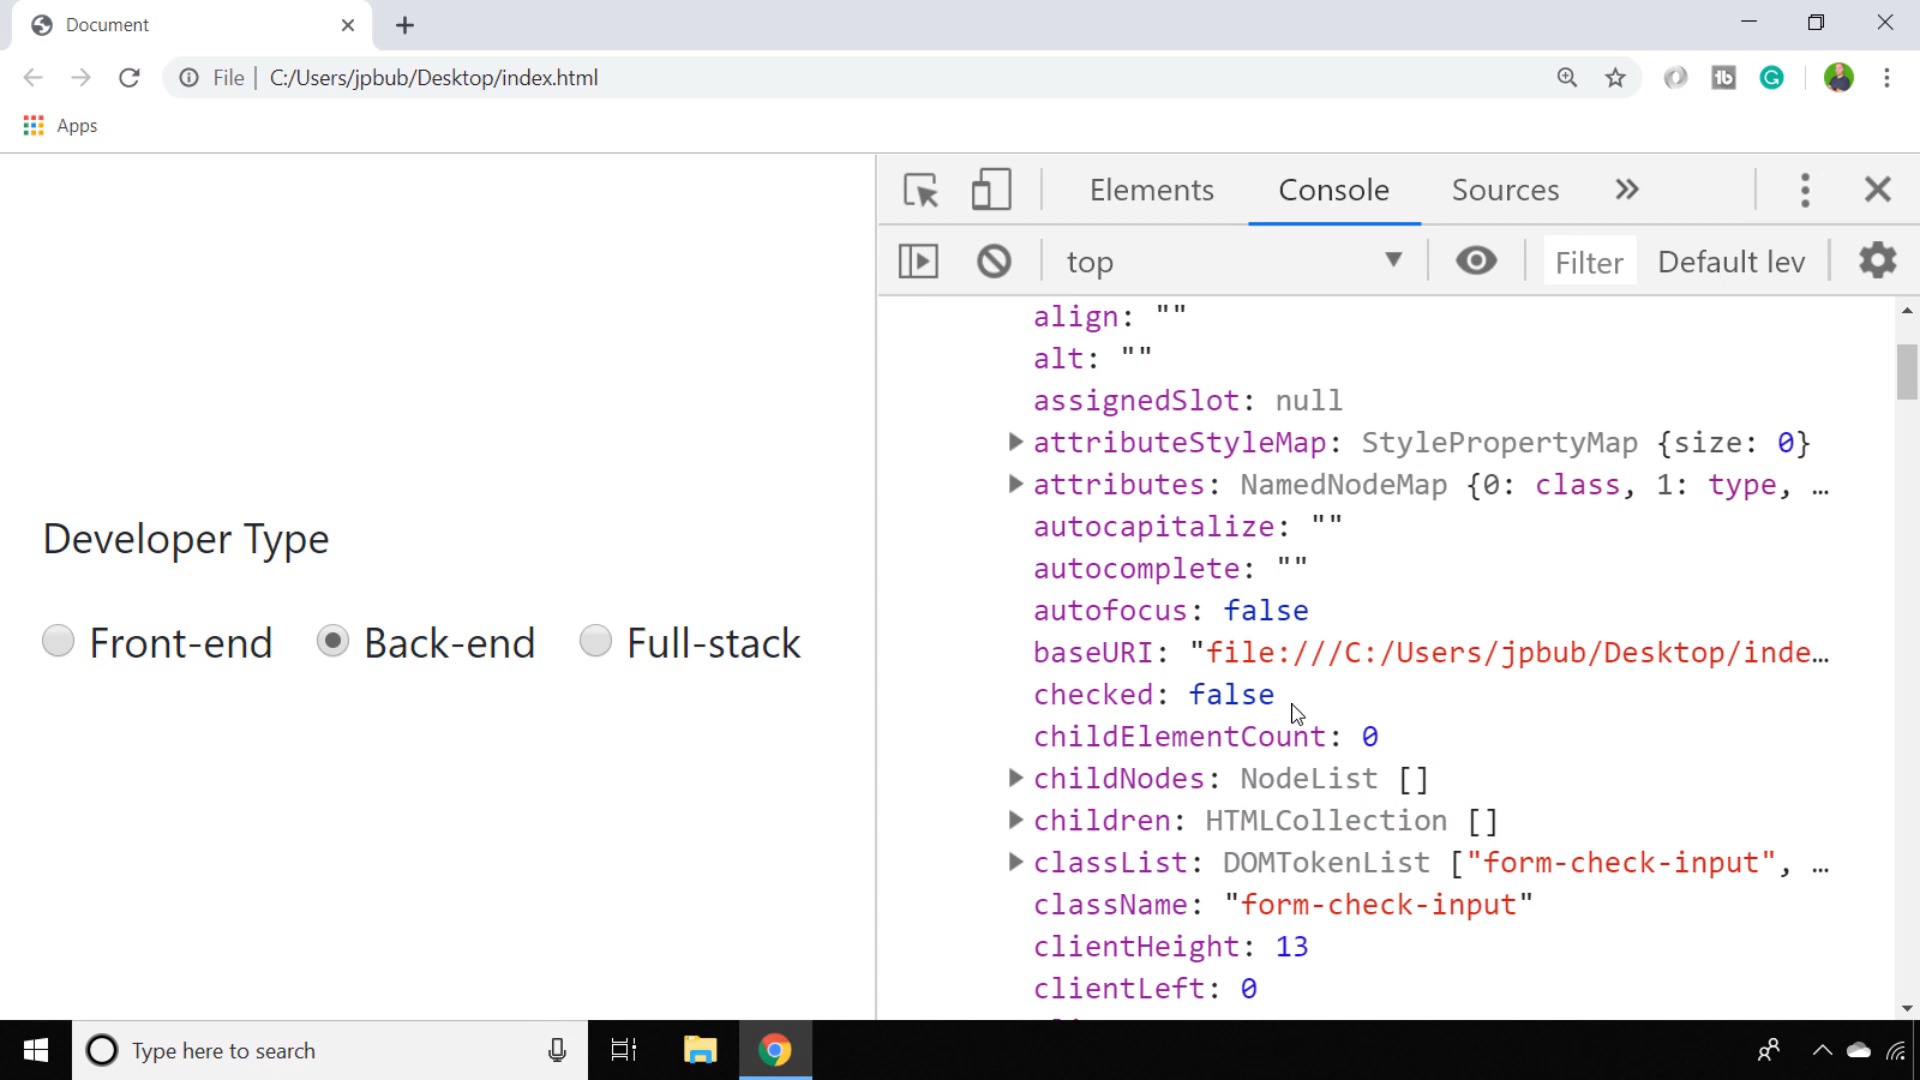 Document
File
C:/Users/jpbub/Desktop/index.html
Apps
Developer Type
Front-end
Back-end
Full-stack
Elements
Console
Sources
top
Filter
Default lev
align: ""
alt: ""
assignedSlot: null
attributeStyleMap: StylePropertyMap {size: 0}
attributes: NamedNodeMap {0: class, 1: type, …
autocapitalize: ""
autocomplete: ""
autofocus: false
baseURI: "file:///C:/Users/jpbub/Desktop/inde…
checked: false
childElementCount: 0
childNodes: NodeList []
children: HTMLCollection []
classList: DOMTokenList ["form-check-input", …
className: "form-check-input"
clientHeight: 13
clientLeft: 0
Type here to search